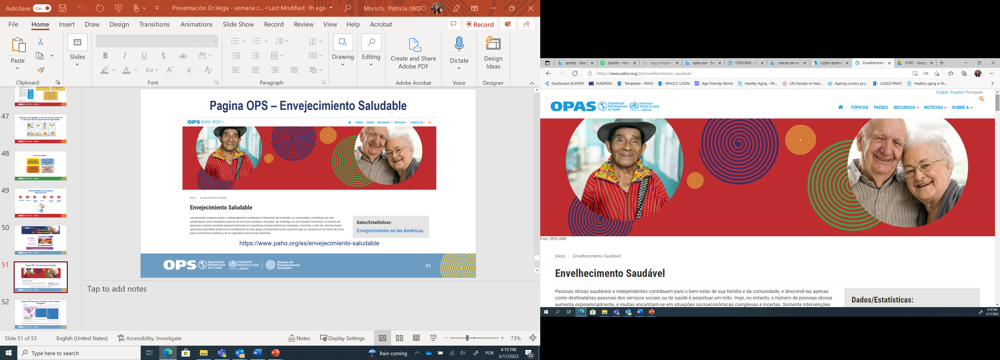 AutoSave On
Presentación Dr.Vega - semana c... • Last Modified: 1h ago
Morsch, Patricia (WDC)
File Home Insert Draw Design Transitions Animations Slide Show Record Review View Help Acrobat
Record
Paste
Slides
B I U S ab AV
Aa A A
Drawing
Editing
Create and Share
Adobe PDF
Dictate
Design
Ideas
Clipboard
Font
Paragraph
Adobe Acrobat
Voice
Designer
47
Entornos Amigables y las Áreas de Acción de
la Década del Envejecimiento Saludable
48
FACILITADORES
49
ENVEJECIMIENTO SALUDABLE
MAPA DE RUTA
50
OPS
La vida no
tiene edad
51
Pagina OPS – Envejecimiento Saludable
52
Pagina OPS Interactiva: Ciudades y Comunidades
Amigables
Pagina OPS – Envejecimiento Saludable
OPS
TEMAS PAÍSES RECURSOS NOTICIAS ACERCA DE
Inicio / Envejecimiento Saludable
Envejecimiento Saludable
Las personas mayores sanas e independientes contribuyen al bienestar de la familia y la comunidad y constituye un mito
presentarlas como receptoras pasivas de servicios sociales o de salud. Sin embargo, en los actuales momentos, el número de
personas mayores aumenta exponencialmente en coyunturas socioeconómicas complejas e inciertas y sólo las intervenciones
oportunas permitirán potenciar la contribución de este grupo al desarrollo social y prevenir que se convierta en un factor de crisis
para la estructura sanitaria y de la seguridad social de las Américas.
Datos/Estadísticas:
Envejecimiento en las Américas.
https://www.paho.org/es/envejecimiento-saludable
OPS
Organización
Panamericana
de la Salud
Organización
Mundial de la Salud
Américas
Década del
Envejecimiento
Saludable
51
Tap to add notes
Slide 51 of 53
English (United States)
Accessibility: Investigate
Notes
Display Settings
73%
Type here to search
Rain coming
POR
4:19 PM
3/17/2022
22
spotify - Searc
Spotify – Your
iagg congress
spba ops - Sea
OPS/OMS - 3
criacao de um
Lições aprend
Envelhecimen
PORT - Googl
https://www.paho.org/pt/envelhecimento-saudavel
Dashboard ACAPEM
DIABFRAIL
Templates - PAHO
WHOCC LOGIN
Age-Friendly World
Healthy Aging - PA...
UN Decade of Heal...
Ageing country pro...
LOGOS PAHO
Healthy aging in th...
English Español Português
OPAS
Organização
Pan-Americana
da Saúde
Organização
Mundial da Saúde
Américas
TÓPICOS PAÍSES RECURSOS NOTÍCIAS SOBRE A
Foto: OPS/OMS
Início / Envelhecimento Saudável
Envelhecimento Saudável
Pessoas idosas saudáveis e independentes contribuem para o bem-estar de sua família e da comunidade, e descrevê-las apenas
como destinatárias passivas dos serviços sociais ou de saúde é perpetuar um mito. Hoje, no entanto, o número de pessoas idosas
aumenta exponencialmente, e muitas encontram-se em situações socioeconômicas complexas e incertas. Somente intervenções
Dados/Estatísticas:
4:19 PM
3/17/2022